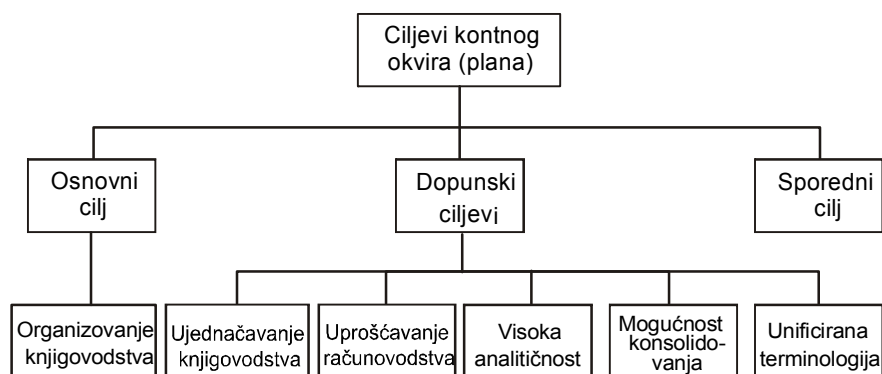 Ciljevi kontnog
okvira (plana)
Osnovni
cilj
Dopunski
ciljevi
Sporedni
cilj
Organizovanje
knjigovodstva
Ujednačavanje
knjigovodstva
Uprošćavanje
računovodstva
Visoka
analitičnost
Mogućnost
konsolido-
vanja
Unificirana
terminologija